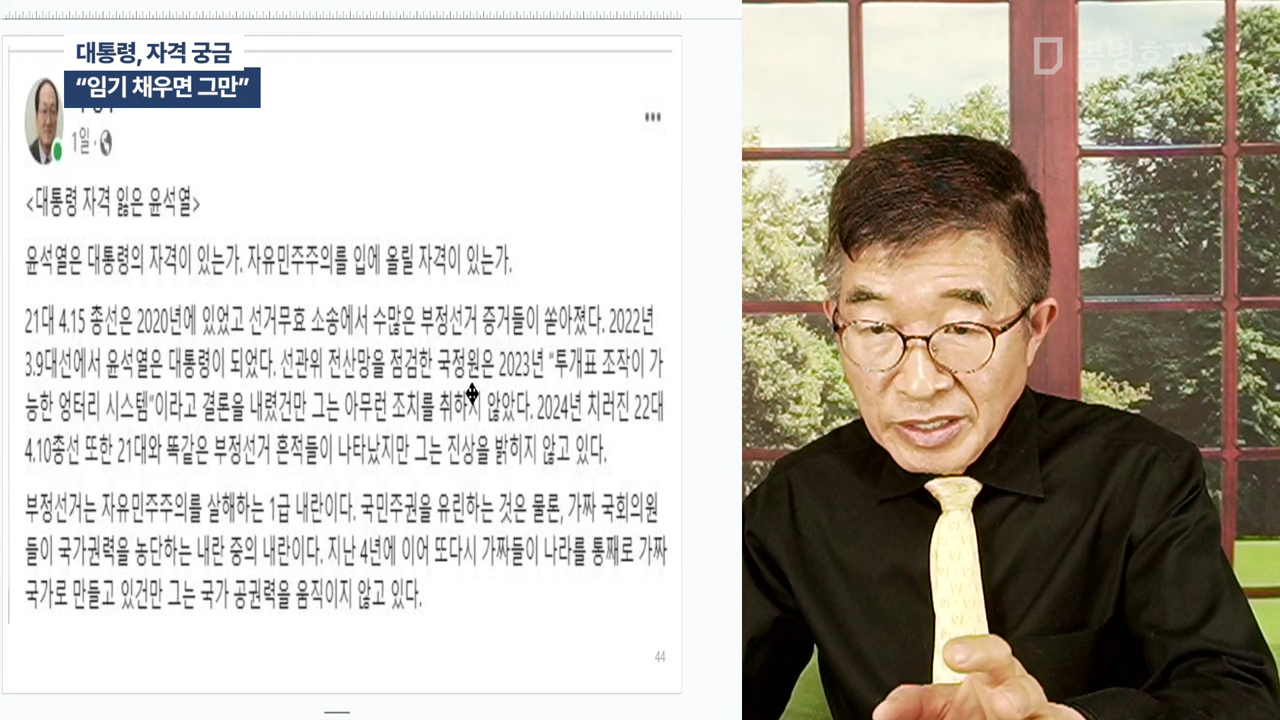 대통령, 자격 궁금
“임기 채우면 그만”
1일 ·
<대통령 자격 잃은 윤석열>
윤석열은 대통령의 자격이 있는가. 자유민주주의를 입에 올릴 자격이 있는가.
21대 4.15 총선은 2020년에 있었고 선거무효 소송에서 수많은 부정선거 증거들이 쏟아졌다. 2022년
3.9대선에서 윤석열은 대통령이 되었다. 선관위 전산망을 점검한 국정원은 2023년 “투개표 조작이 가
능한 엉터리 시스템”이라고 결론을 내렸건만 그는 아무런 조치를 취하지 않았다. 2024년 치러진 22대
4.10총선 또한 21대와 똑같은 부정선거 흔적들이 나타났지만 그는 진상을 밝히지 않고 있다.
부정선거는 자유민주주의를 살해하는 1급 내란이다. 국민주권을 유린하는 것은 물론, 가짜 국회의원
들이 국가권력을 농단하는 내란 중의 내란이다. 지난 4년에 이어 또다시 가짜들이 나라를 통째로 가짜
국가로 만들고 있건만 그는 국가 공권력을 움직이지 않고 있다.
44
공병호TV